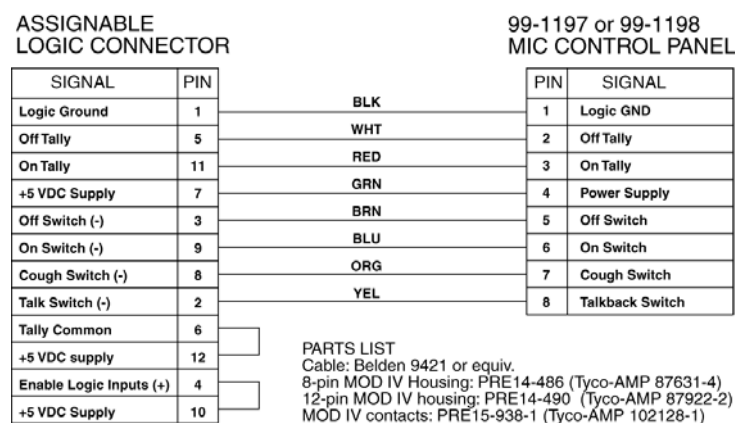 ASSIGNABLE
LOGIC CONNECTOR
99-1197 or 99-1198
MIC CONTROL PANEL
SIGNAL PIN PIN SIGNAL
Logic Ground 1 BLK 1 Logic GND
Off Tally 5 WHT 2 Off Tally
On Tally 11 RED 3 On Tally
+5 VDC Supply 7 GRN 4 Power Supply
Off Switch (-) 3 BRN 5 Off Switch
On Switch (-) 9 BLU 6 On Switch
Cough Switch (-) 8 ORG 7 Cough Switch
Talk Switch (-) 2 YEL 8 Talkback Switch
Tally Common 6
+5 VDC supply 12
Enable Logic Inputs (+) 4
+5 VDC Supply 10
PARTS LIST
Cable: Belden 9421 or equiv.
8-pin MOD IV Housing: PRE14-486 (Tyco-AMP 87631-4)
12-pin MOD IV housing: PRE14-490 (Tyco-AMP 87922-2)
MOD IV contacts: PRE15-938-1 (Tyco-AMP 102128-1)